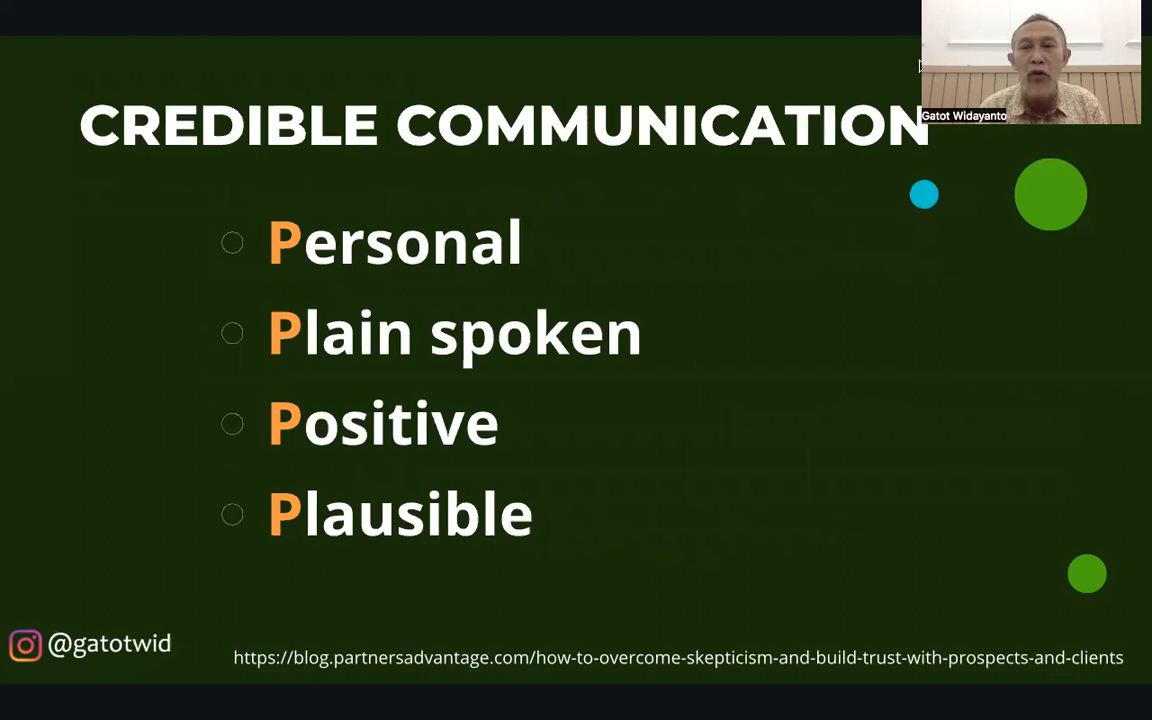 CREDIBLE COMMUNICATION
Gatot Widayanto
Personal
Plain spoken
Positive
Plausible
@gatotwid
https://blog.partnersadvantage.com/how-to-overcome-skepticism-and-build-trust-with-prospects-and-clients